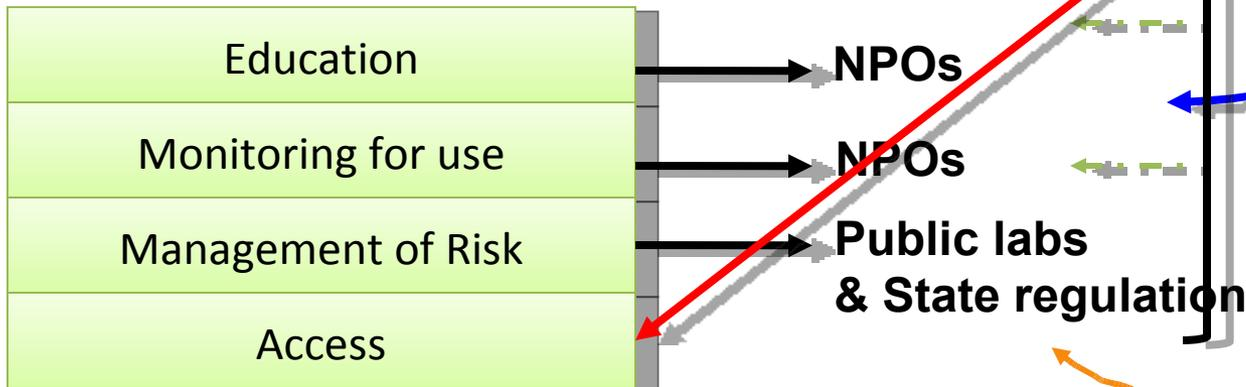 Education
NPOs
Monitoring for use
NPOs
Management of Risk
Public labs
& State regulation
Access